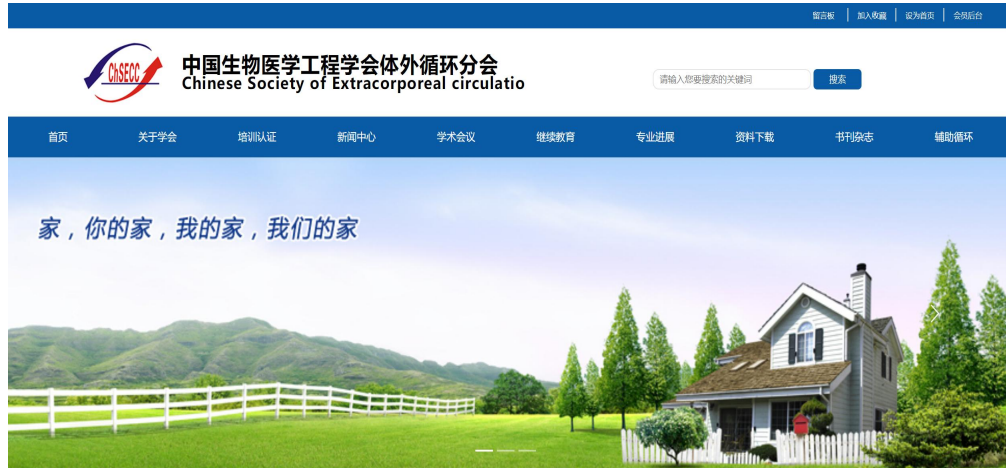 留言板 加入收藏 设为首页 会员后台
ChSECC
中国生物医学工程学会体外循环分会
Chinese Society of Extracorporeal circulatio
请输入您要搜索的关键词 搜索
首页 关于学会 培训认证 新闻中心 学术会议 继续教育 专业进展 资料下载 书刊杂志 辅助循环
家，你的家，我的家，我们的家